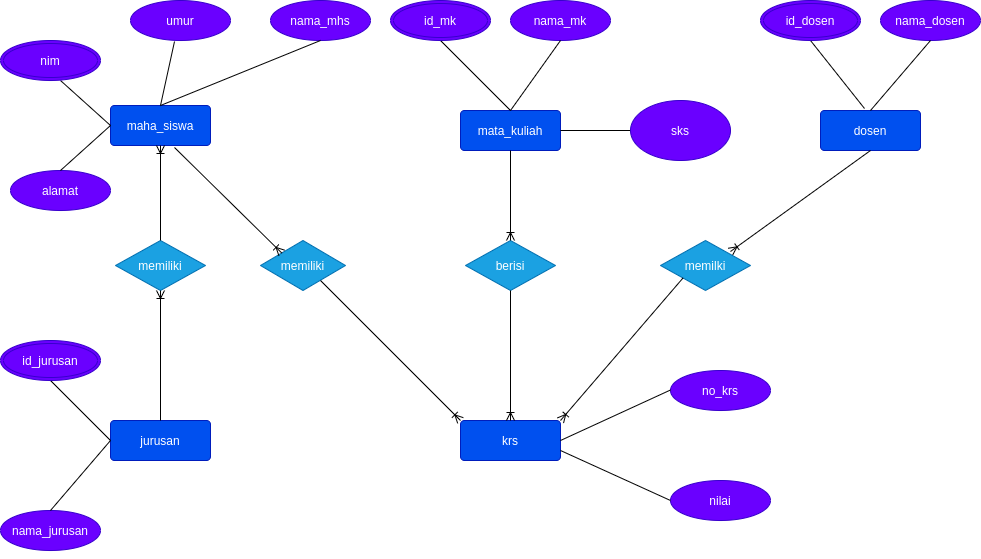 umur
nama_mhs
id_mk
nama_mk
id_dosen
nama_dosen
nim
maha_siswa
mata_kuliah
sks
dosen
alamat
memiliki
memiliki
berisi
memilki
id_jurusan
no_krs
jurusan
krs
nilai
nama_jurusan